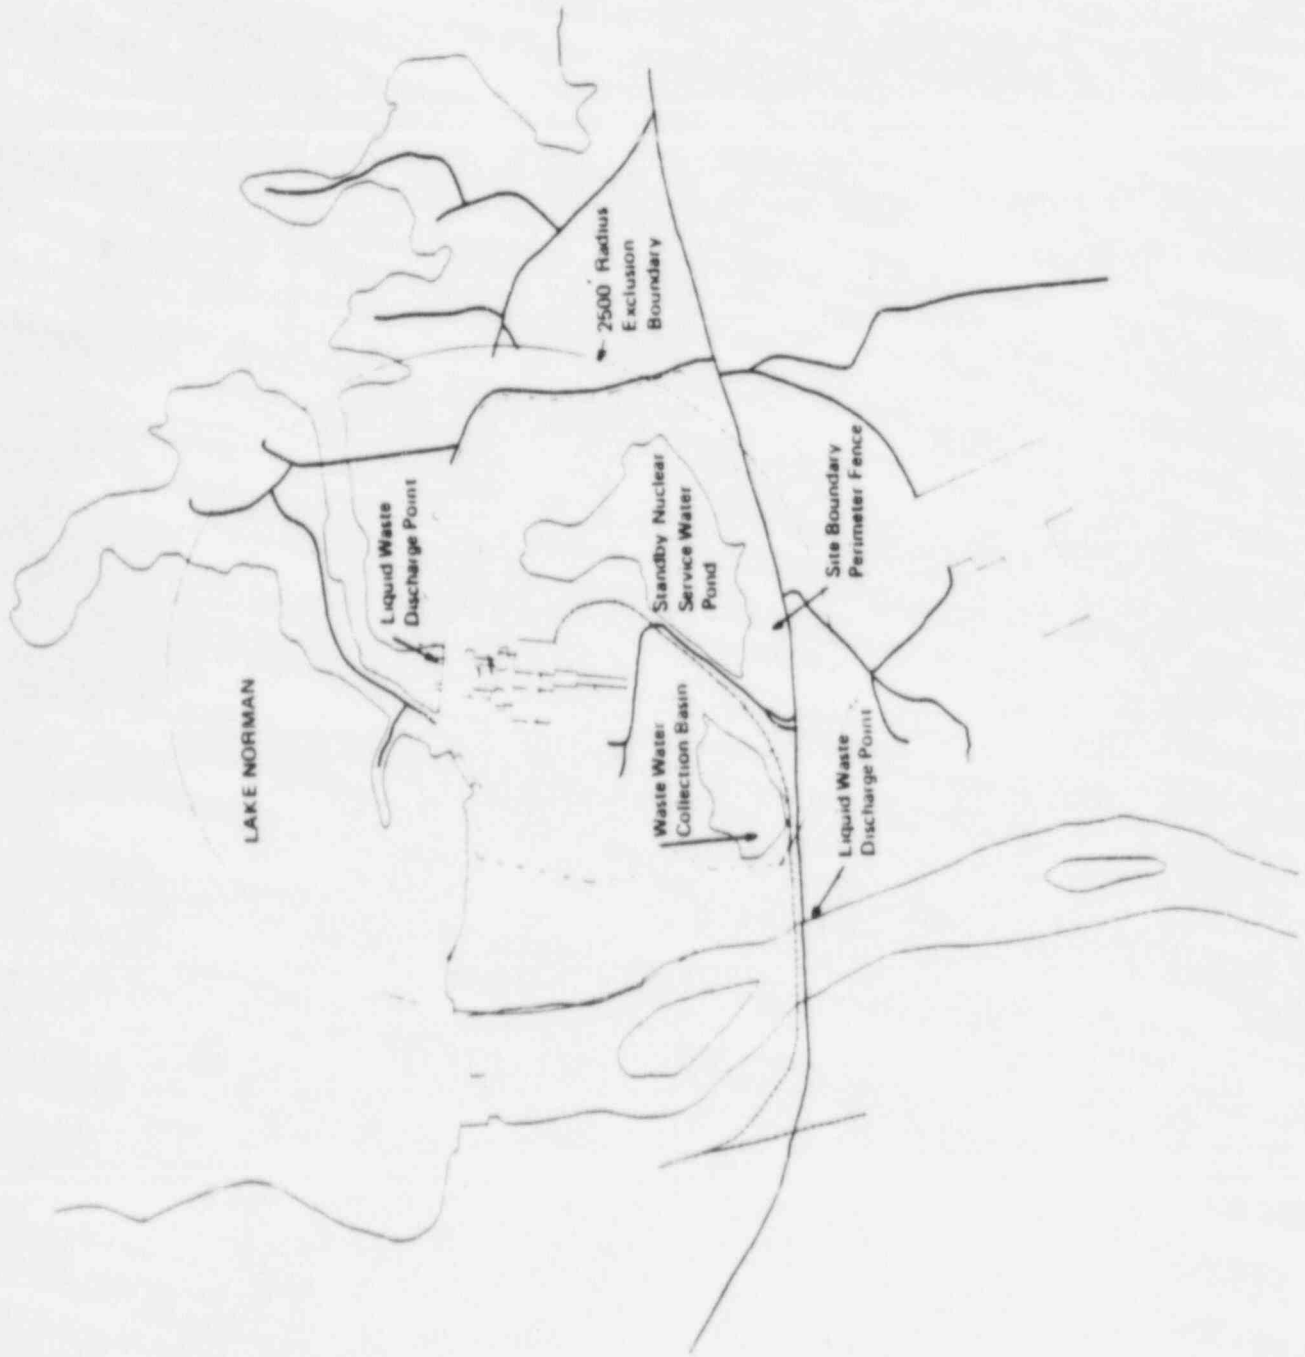 LAKE NORMAN
Liquid Waste
Discharge Point
2500' Radius
Exclusion
Boundary
Standby Nuclear
Service Water
Pond
Waste Water
Collection Basin
Site Boundary
Perimeter Fence
Liquid Waste
Discharge Point